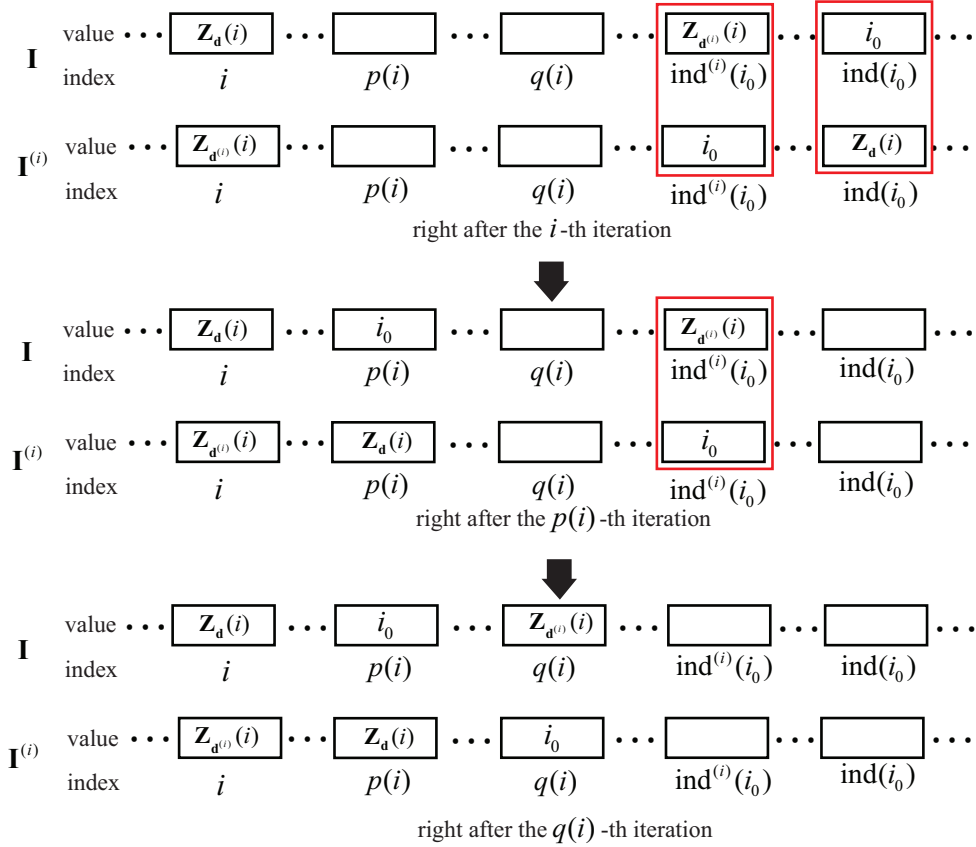 I value ··· Z_d(i) ··· ··· ··· Z_{d^{(i)}}(i) ··· i_0 ···
index i p(i) q(i) ind^{(i)}(i_0) ind(i_0)
I^{(i)} value ··· Z_{d^{(i)}}(i) ··· ··· ··· i_0 ··· Z_d(i) ···
index i p(i) q(i) ind^{(i)}(i_0) ind(i_0)
right after the i-th iteration
I value ··· Z_d(i) ··· i_0 ··· ··· Z_{d^{(i)}}(i) ··· ···
index i p(i) q(i) ind^{(i)}(i_0) ind(i_0)
I^{(i)} value ··· Z_{d^{(i)}}(i) ··· Z_d(i) ··· ··· i_0 ··· ···
index i p(i) q(i) ind^{(i)}(i_0) ind(i_0)
right after the p(i)-th iteration
I value ··· Z_d(i) ··· i_0 ··· Z_{d^{(i)}}(i) ··· ··· ···
index i p(i) q(i) ind^{(i)}(i_0) ind(i_0)
I^{(i)} value ··· Z_{d^{(i)}}(i) ··· Z_d(i) ··· i_0 ··· ··· ···
index i p(i) q(i) ind^{(i)}(i_0) ind(i_0)
right after the q(i)-th iteration